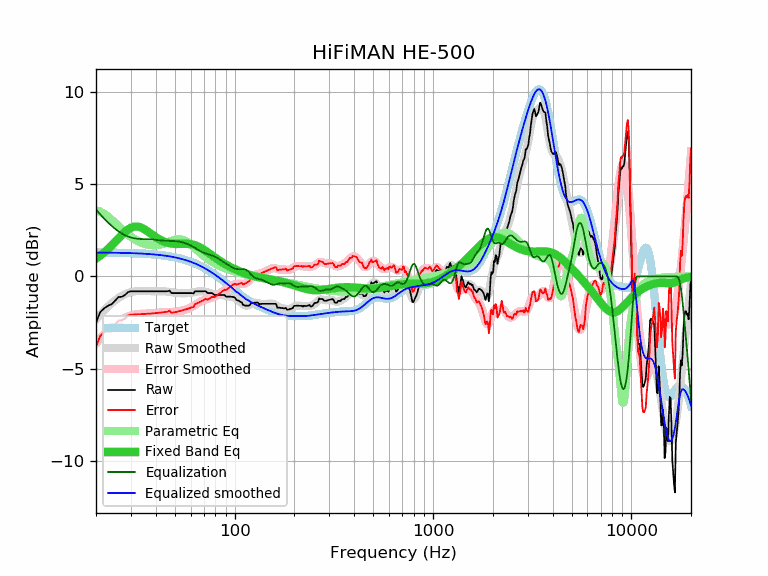 HiFiMAN HE-500
10
5
0
−5
−10
Amplitude (dBr)
Target
Raw Smoothed
Error Smoothed
Raw
Error
Parametric Eq
Fixed Band Eq
Equalization
Equalized smoothed
100
1000
10000
Frequency (Hz)